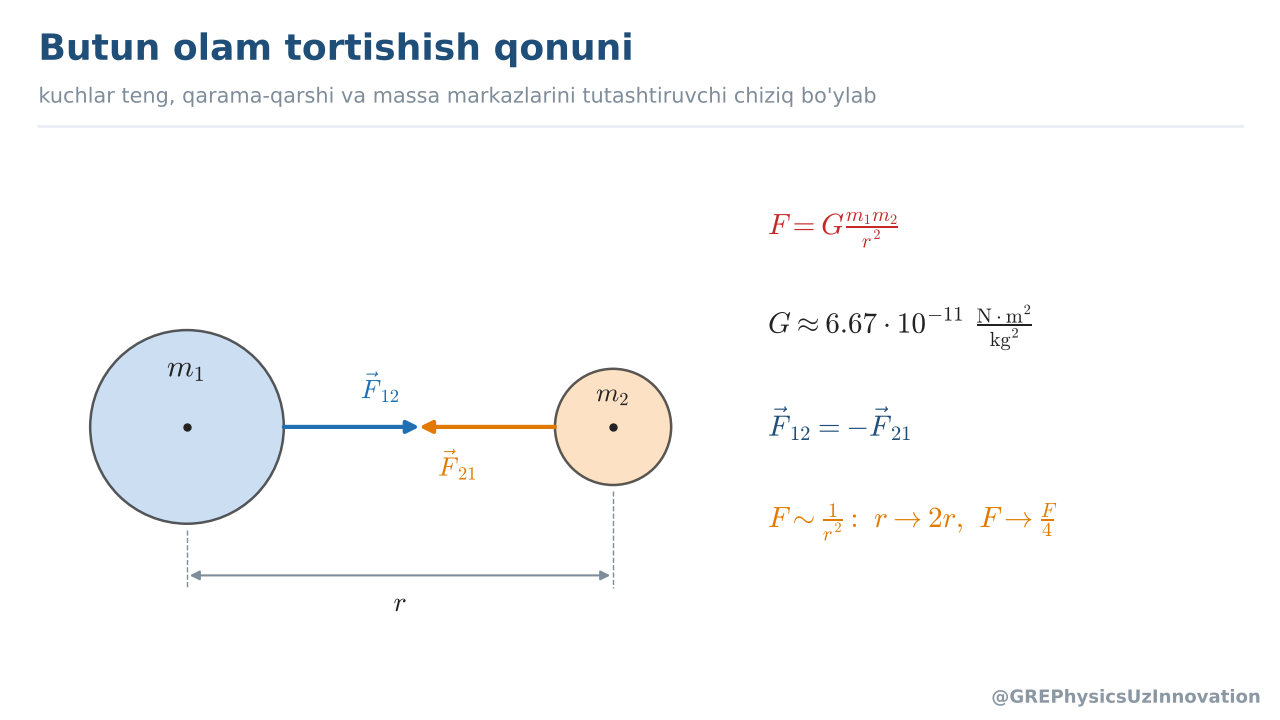 Butun olam tortishish qonuni
kuchlar teng, qarama-qarshi va massa markazlarini tutashtiruvchi chiziq bo'ylab
F = G m₁m₂/r²
G ≈ 6.67 · 10⁻¹¹ N · m²/kg²
m₁
F⃗₁₂
m₂
F⃗₁₂ = −F⃗₂₁
F⃗₂₁
F ∼ 1/r² : r → 2r, F → F/4
r
@GREPhysicsUzInnovation